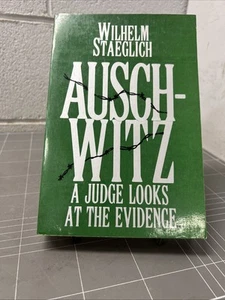 WILHELM
STAEGLICH
AUSCH-
WITZ
A JUDGE LOOKS
AT THE EVIDENCE